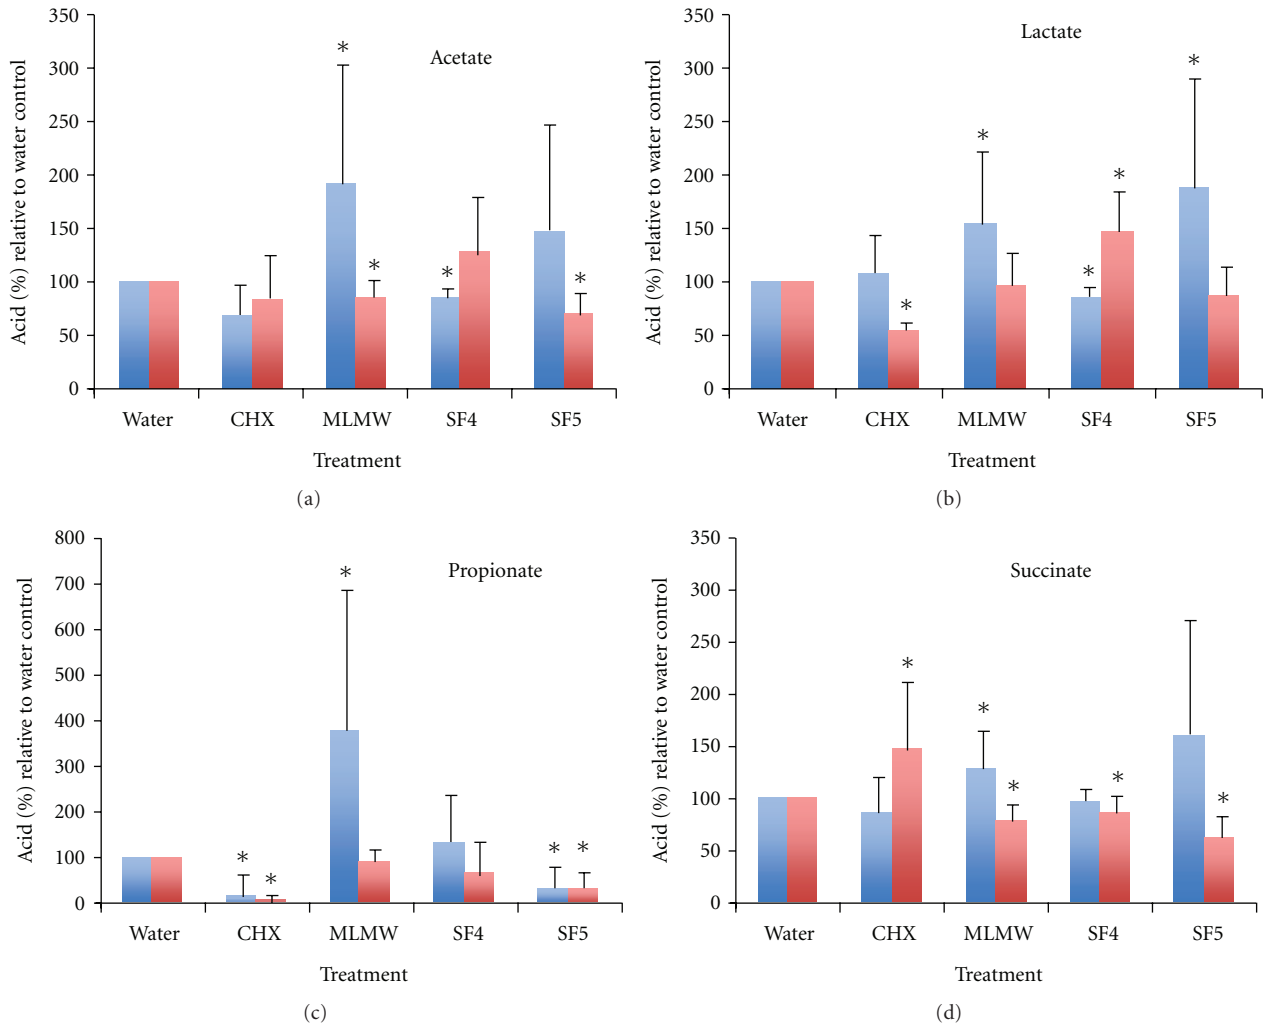 350
300
250
200
150
100
50
0
Acid (%) relative to water control
Acetate
*
*
*
*
Water CHX MLMW SF4 SF5
Treatment
(a)
350
300
250
200
150
100
50
0
Acid (%) relative to water control
Lactate
*
*
*
*
*
Water CHX MLMW SF4 SF5
Treatment
(b)
800
700
600
500
400
300
200
100
0
Acid (%) relative to water control
Propionate
*
*
*
* *
Water CHX MLMW SF4 SF5
Treatment
(c)
350
300
250
200
150
100
50
0
Acid (%) relative to water control
Succinate
*
*
*
*
*
Water CHX MLMW SF4 SF5
Treatment
(d)